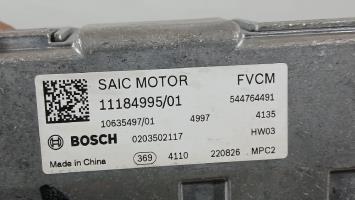 SAIC MOTOR FVCM
11184995/01 544764491
10635497/01 4997 4135
BOSCH 0203502117 HW03
Made in China 369 4110 220826 MPC2